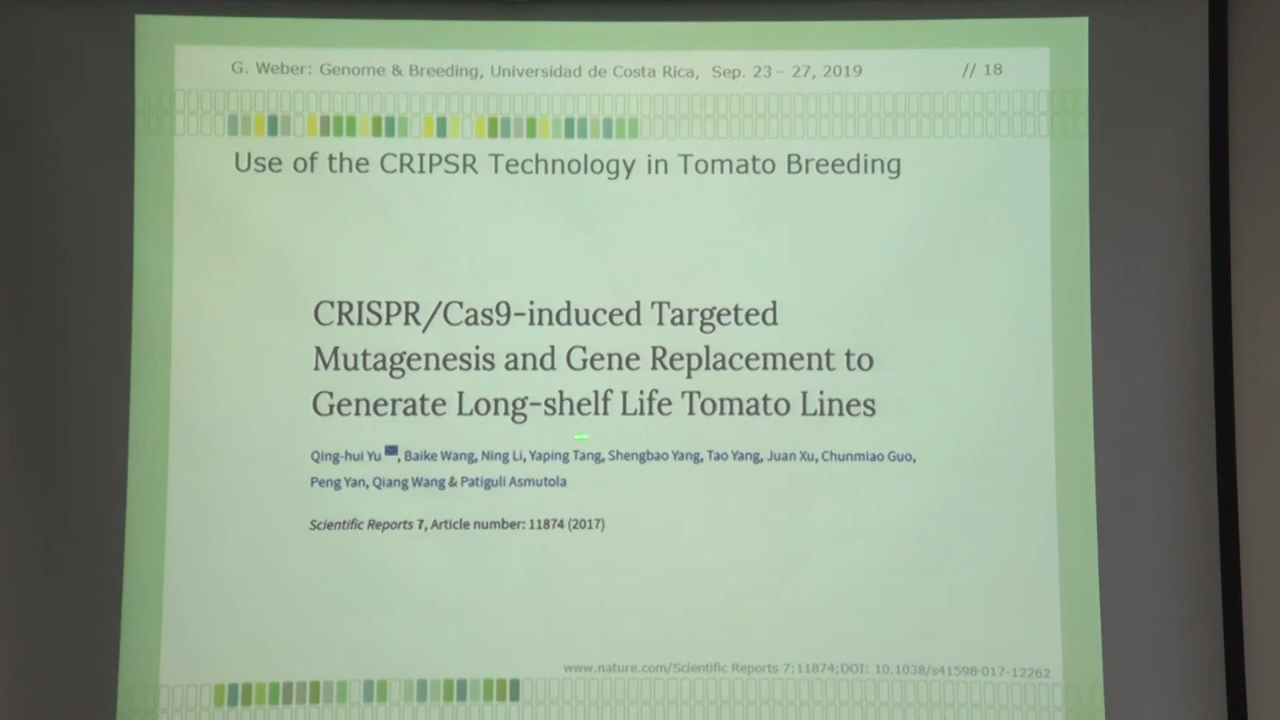 G. Weber: Genome & Breeding, Universidad de Costa Rica, Sep. 23 – 27, 2019 // 18
Use of the CRIPSR Technology in Tomato Breeding
CRISPR/Cas9-induced Targeted
Mutagenesis and Gene Replacement to
Generate Long-shelf Life Tomato Lines
Qing-hui Yu, Baike Wang, Ning Li, Yaping Tang, Shengbao Yang, Tao Yang, Juan Xu, Chunmiao Guo,
Peng Yan, Qiang Wang & Patiguli Asmutola
Scientific Reports 7, Article number: 11874 (2017)
www.nature.com/Scientific Reports 7:11874;DOI: 10.1038/s41598-017-12262